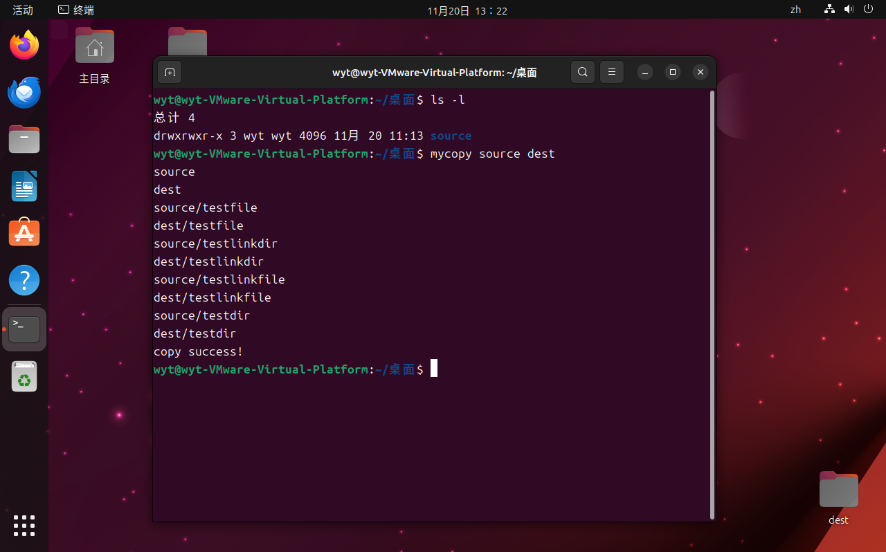 活动 终端 11月20日 13：22 zh
主目录
wyt@wyt-VMware-Virtual-Platform: ~/桌面
wyt@wyt-VMware-Virtual-Platform:~/桌面$ ls -l
总计 4
drwxrwxr-x 3 wyt wyt 4096 11月 20 11:13 source
wyt@wyt-VMware-Virtual-Platform:~/桌面$ mycopy source dest
source
dest
source/testfile
dest/testfile
source/testlinkdir
dest/testlinkdir
source/testlinkfile
dest/testlinkfile
source/testdir
dest/testdir
copy success!
wyt@wyt-VMware-Virtual-Platform:~/桌面$
dest